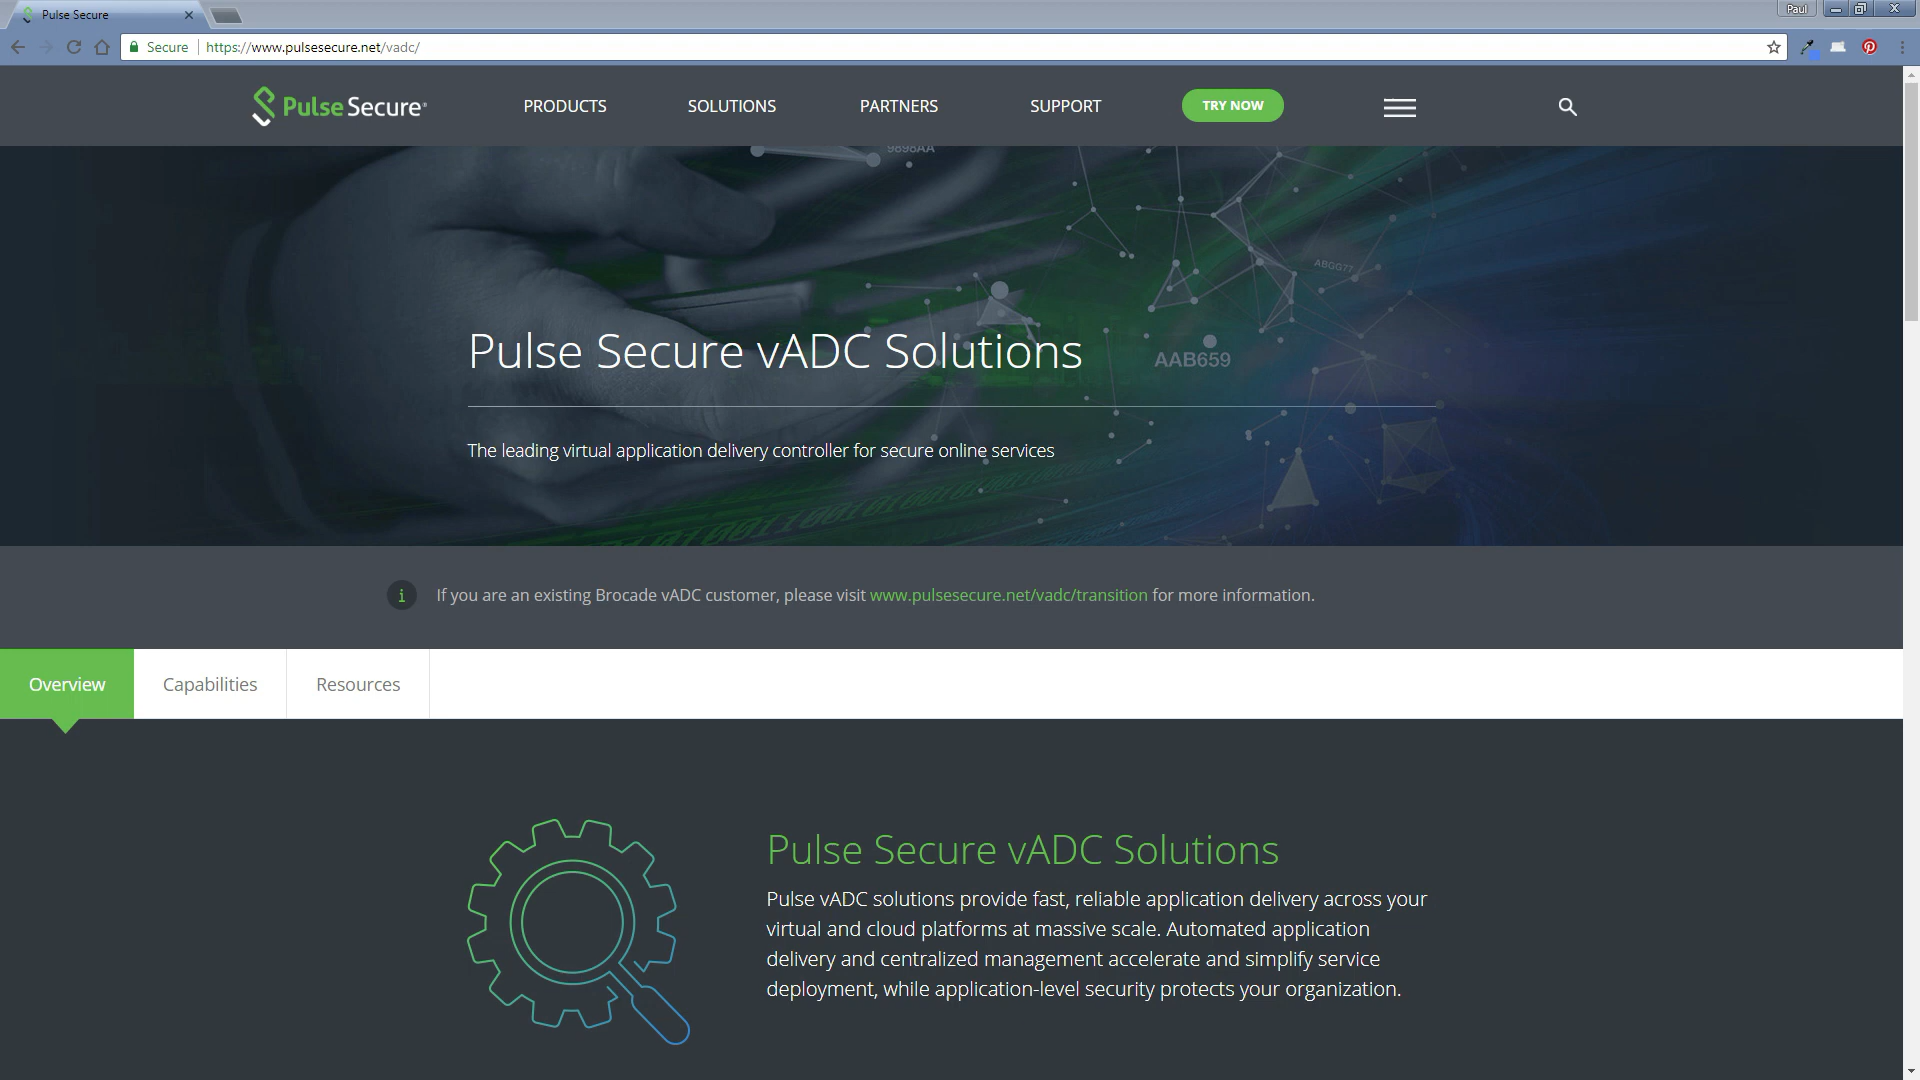 Pulse Secure
Paul
Secure
https://www.pulsesecure.net/vadc/
Pulse Secure®
PRODUCTS
SOLUTIONS
PARTNERS
SUPPORT
TRY NOW
9898AA
ABGG77
Pulse Secure vADC Solutions
AAB659
The leading virtual application delivery controller for secure online services
i
If you are an existing Brocade vADC customer, please visit www.pulsesecure.net/vadc/transition for more information.
Overview
Capabilities
Resources
Pulse Secure vADC Solutions
Pulse vADC solutions provide fast, reliable application delivery across your
virtual and cloud platforms at massive scale. Automated application
delivery and centralized management accelerate and simplify service
deployment, while application-level security protects your organization.